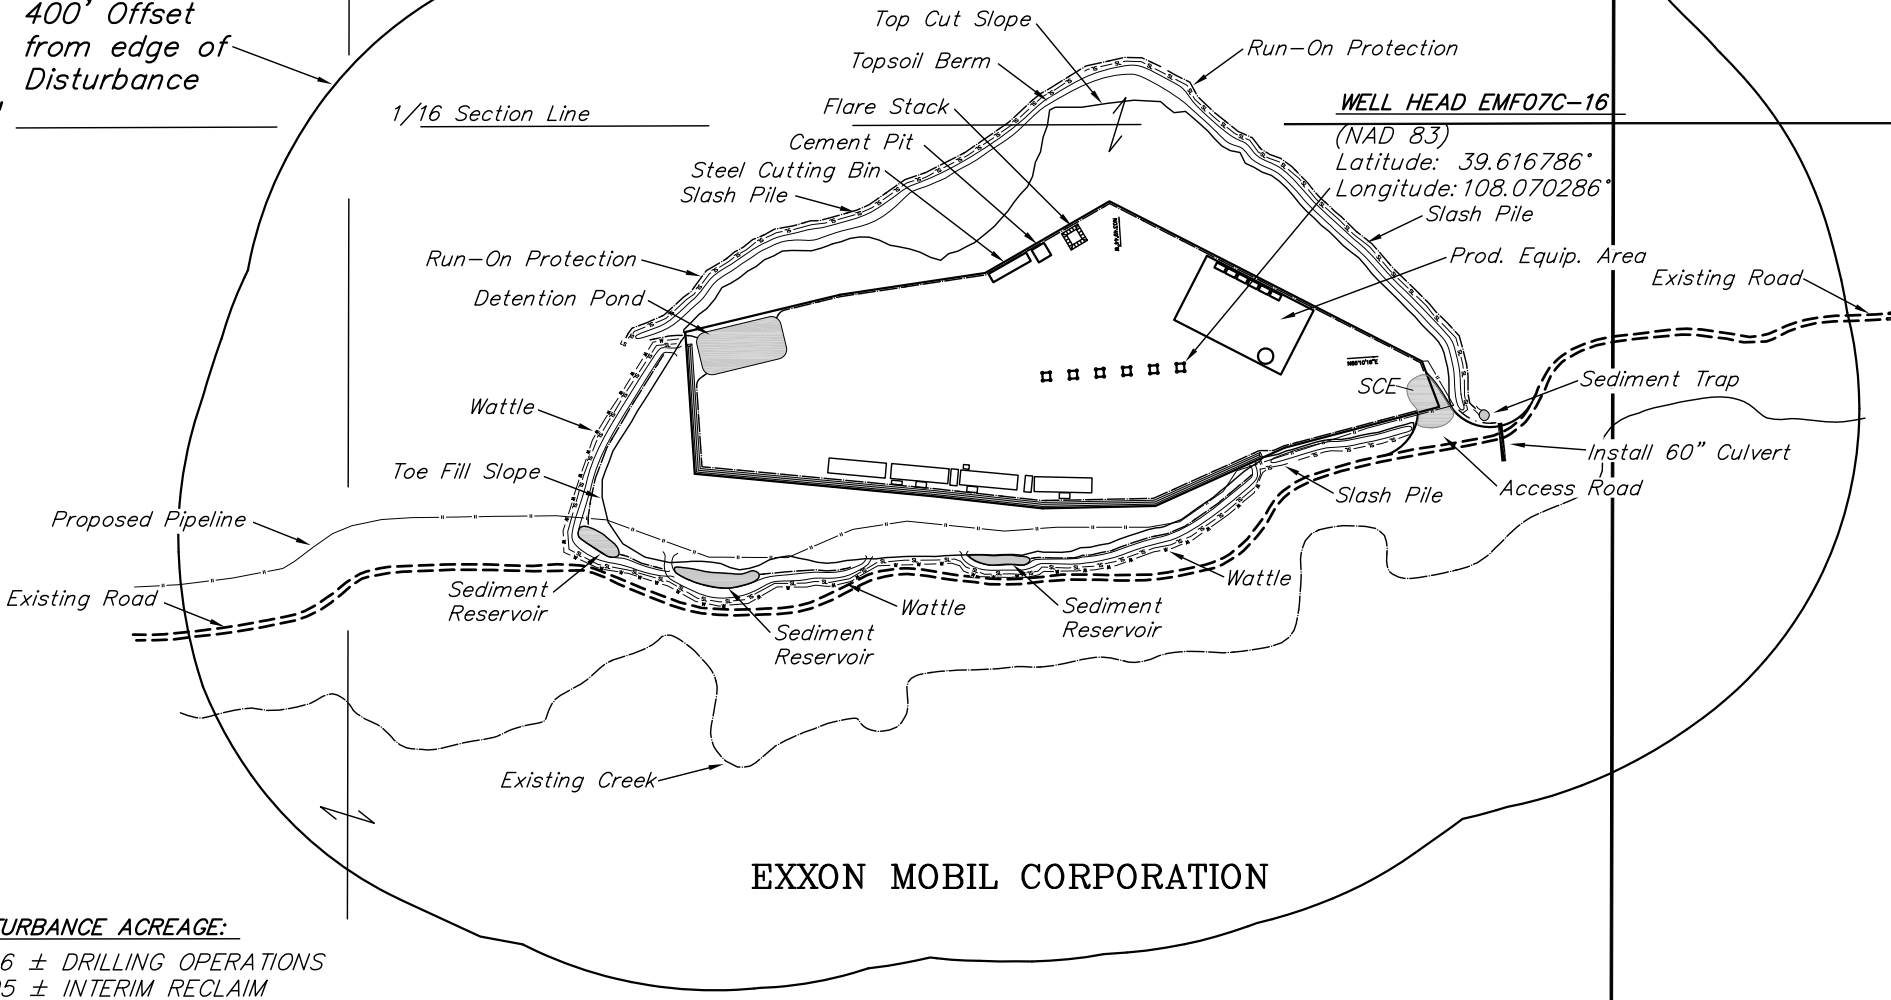 400' Offset
from edge of
Disturbance
Top Cut Slope
Topsoil Berm
Run-On Protection
Flare Stack
1/16 Section Line
Cement Pit
Steel Cutting Bin
Slash Pile
WELL HEAD EMF07C-16
(NAD 83)
Latitude: 39.616786°
Longitude: 108.070286°
Slash Pile
Run-On Protection
Detention Pond
Prod. Equip. Area
Existing Road
SCE
Sediment Trap
Wattle
Install 60" Culvert
Toe Fill Slope
Slash Pile
Access Road
Proposed Pipeline
Existing Road
Sediment
Reservoir
Wattle
Sediment
Reservoir
Sediment
Reservoir
Wattle
Existing Creek
EXXON MOBIL CORPORATION
ACREAGE:
± DRILLING OPERATIONS
± INTERIM RECLAIM